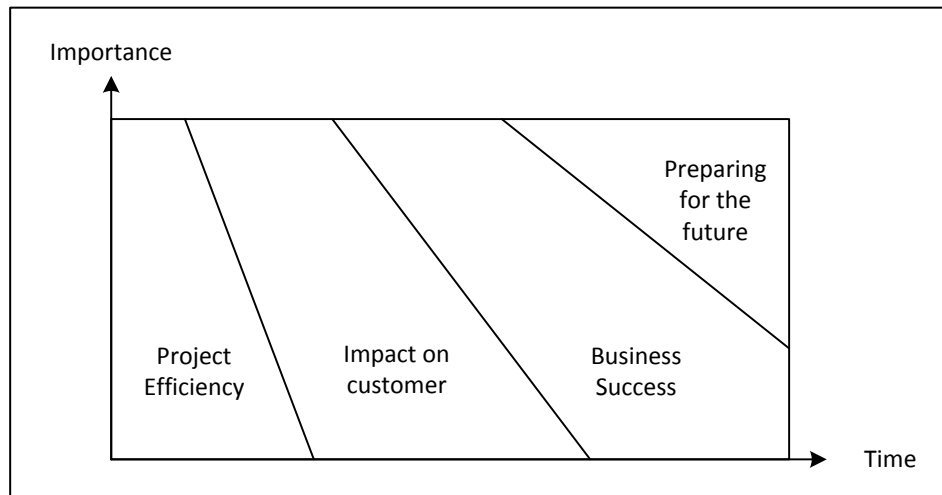 Importance
Preparing
for the
future
Project
Efficiency
Impact on
customer
Business
Success
Time